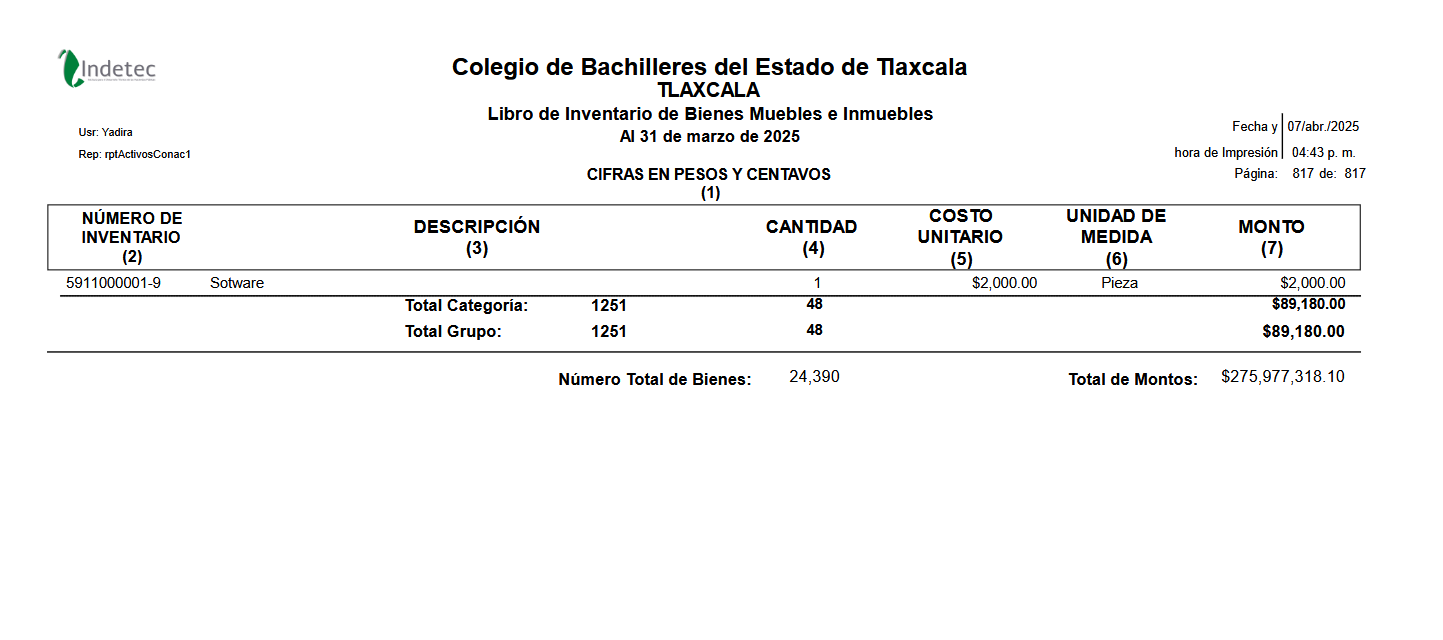 Indetec
Colegio de Bachilleres del Estado de Tlaxcala
TLAXCALA
Libro de Inventario de Bienes Muebles e Inmuebles
Al 31 de marzo de 2025
Usr: Yadira
Rep: rptActivosConac1
Fecha y 07/abr./2025
hora de Impresión 04:43 p. m.
Página: 817 de: 817
CIFRAS EN PESOS Y CENTAVOS
(1)
NÚMERO DE INVENTARIO (2) DESCRIPCIÓN (3) CANTIDAD (4) COSTO UNITARIO (5) UNIDAD DE MEDIDA (6) MONTO (7)
5911000001-9 Sotware 1 $2,000.00 Pieza $2,000.00
Total Categoría: 1251 48 $89,180.00
Total Grupo: 1251 48 $89,180.00
Número Total de Bienes: 24,390 Total de Montos: $275,977,318.10